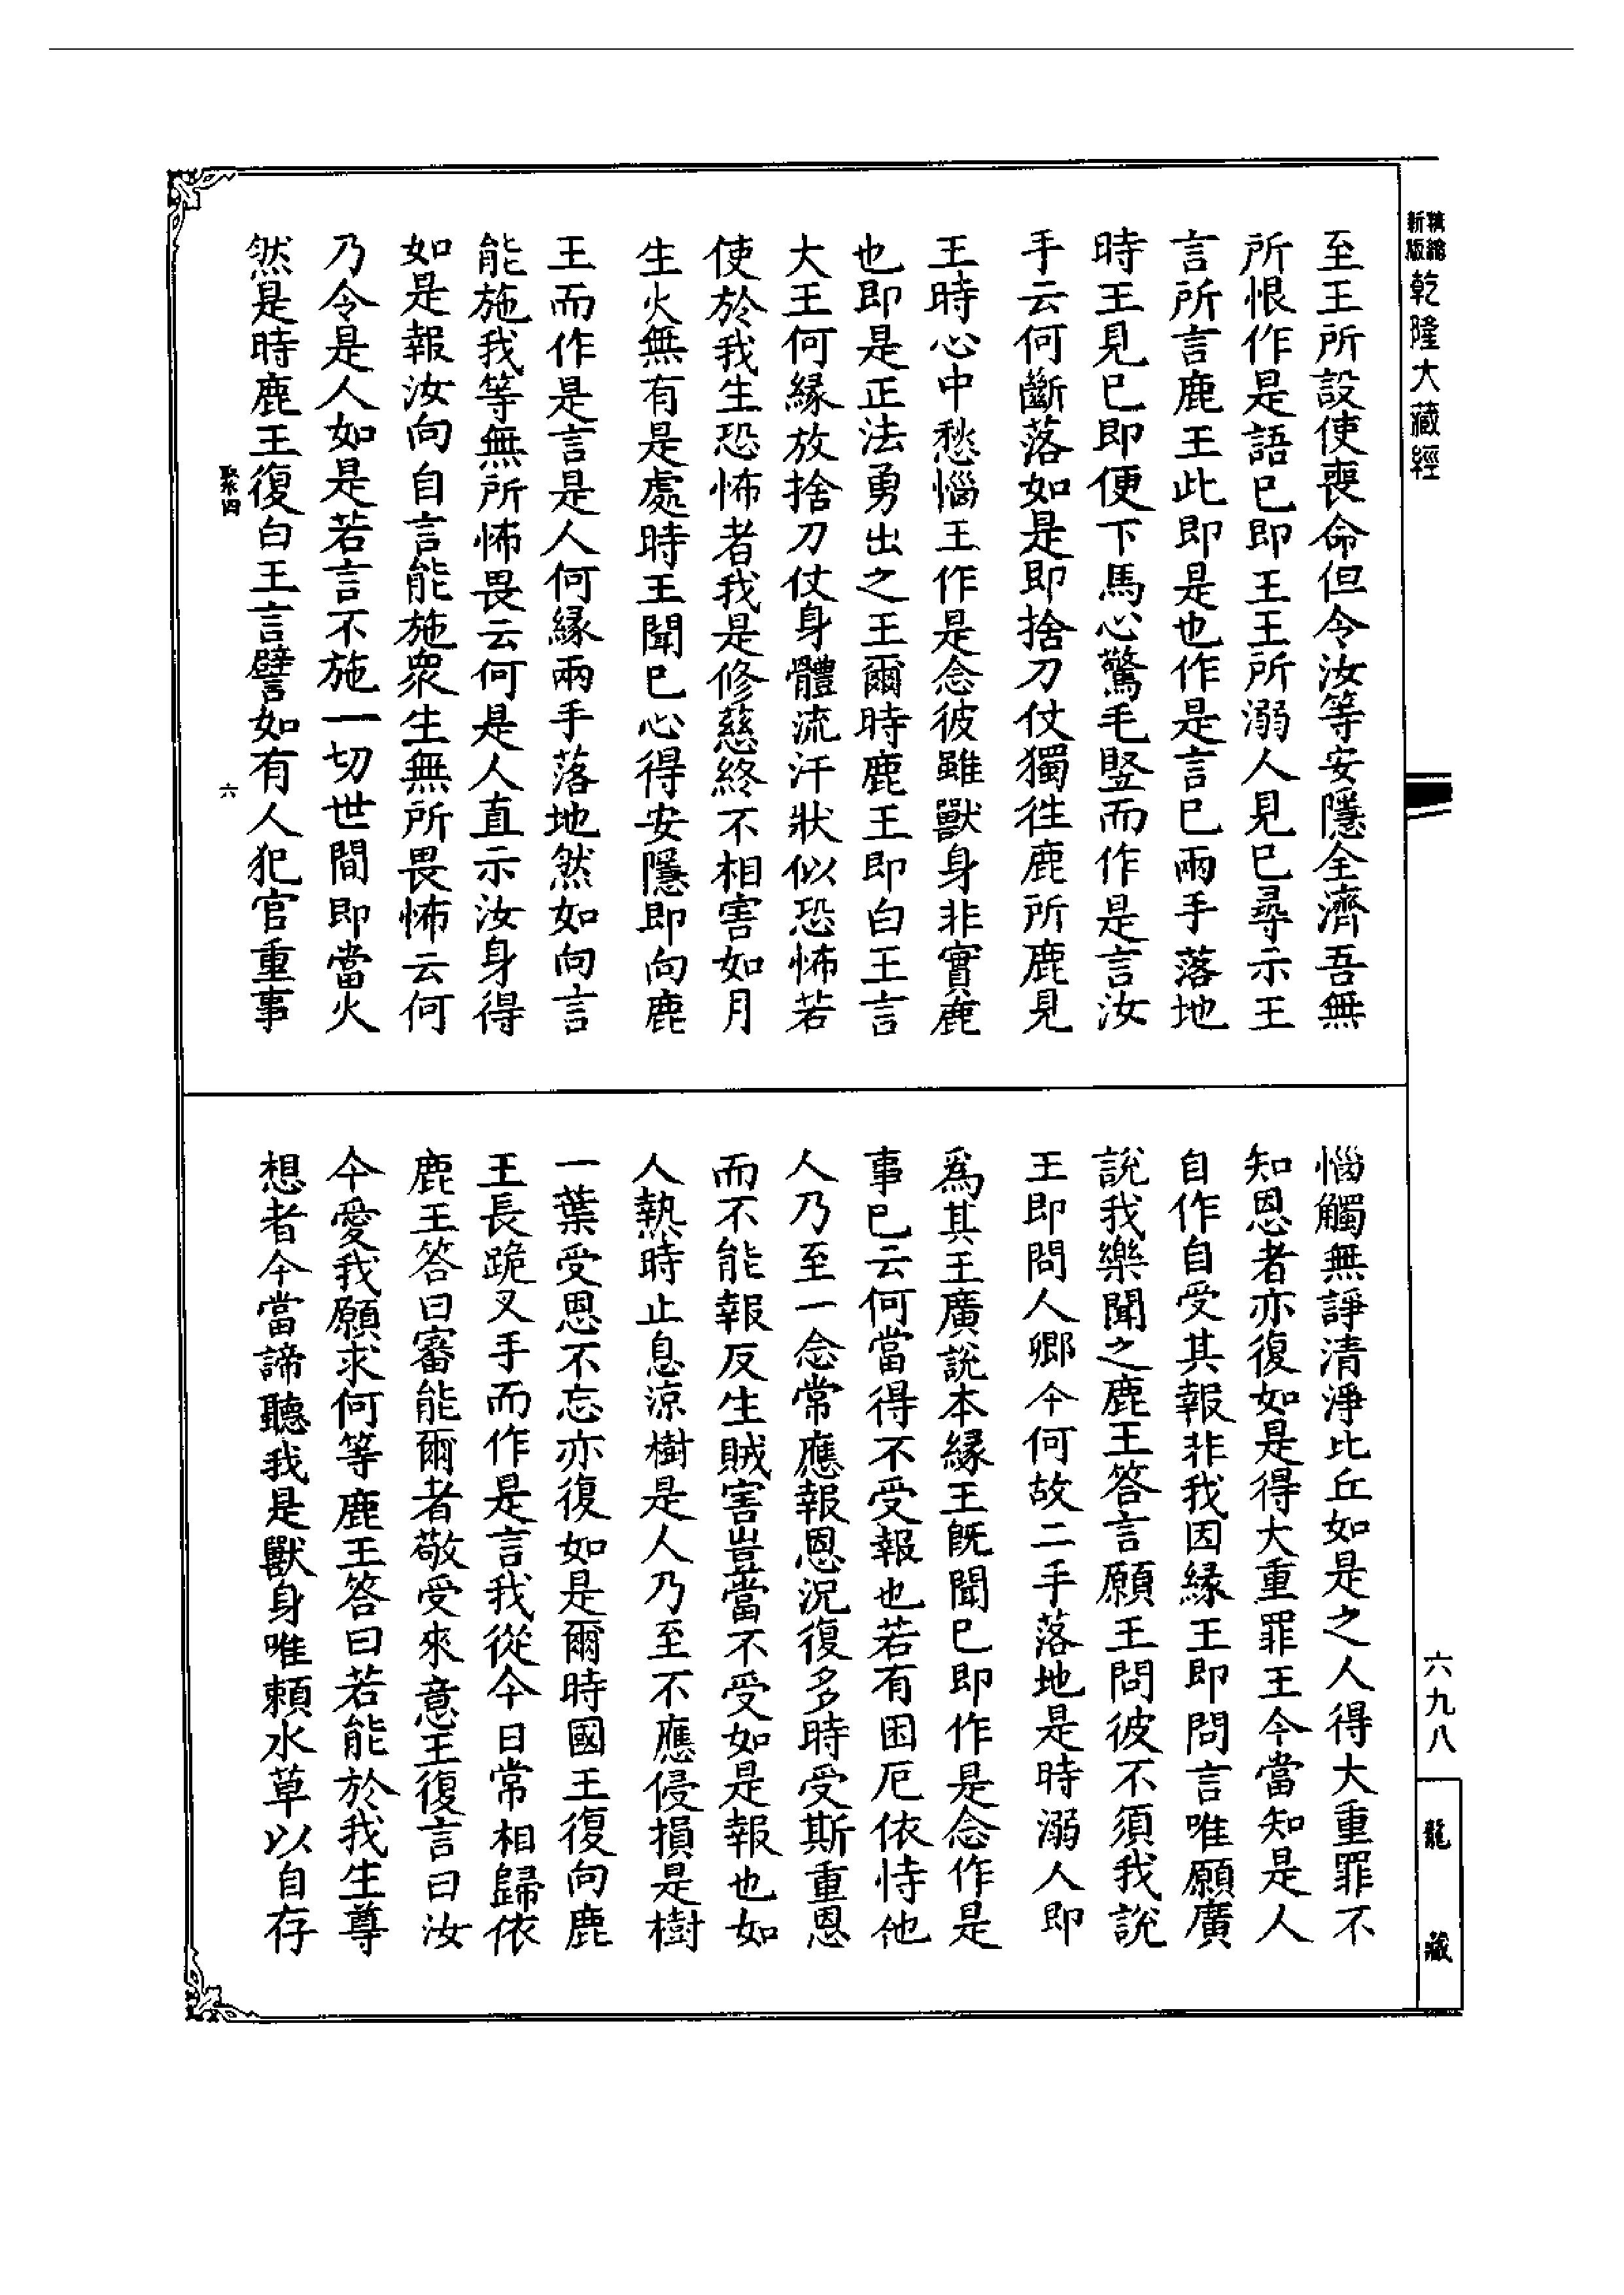 新版
精縮
乾隆大藏經
至王所設使喪命但令汝等安隱全濟吾無
所恨作是語已即王王所溺人見已尋示王
言所言鹿王此即是也作是言已兩手落地
時王見已即便下馬心驚毛豎而作是言汝
手云何斷落如是即捨刀仗獨往鹿所鹿見
王時心中愁惱王作是念彼雖獸身非實鹿
也即是正法勇出之王爾時鹿王即白王言
大王何緣放捨刀仗身體流汗狀似恐怖若
使於我生恐怖者我是修慈終不相害如月
生火無有是處時王聞已心得安隱即向鹿
王而作是言是人何緣兩手落地然如向言
能施我等無所怖畏云何是人直示汝身得
如是報汝向自言能施眾生無所畏怖云何
乃令是人如是若言不施一切世間即當火
然是時鹿王復白王言譬如有人犯官重事
聚四
六
惱觸無諍清淨比丘如是之人得大重罪不
知恩者亦復如是得大重罪王今當知是人
自作自受其報非我因緣王即問言唯願廣
說我樂聞之鹿王答言願王問彼不須我說
王即問人鄉今何故二手落地是時溺人即
為其王廣說本緣王既聞已即作是念作是
事已云何當得不受報也若有困厄依恃他
人乃至一念常應報恩況復多時受斯重恩
而不能報反生賊害豈當不受如是報也如
人熱時止息涼樹是人乃至不應侵損是樹
一葉受恩不忘亦復如是爾時國王復向鹿
王長跪叉手而作是言我從今日常相歸依
鹿王答曰審能爾者敬受來意王復言曰汝
今愛我願求何等鹿王答曰若能於我生尊
想者今當諦聽我是獸身唯賴水草以自存
六九八
龍藏